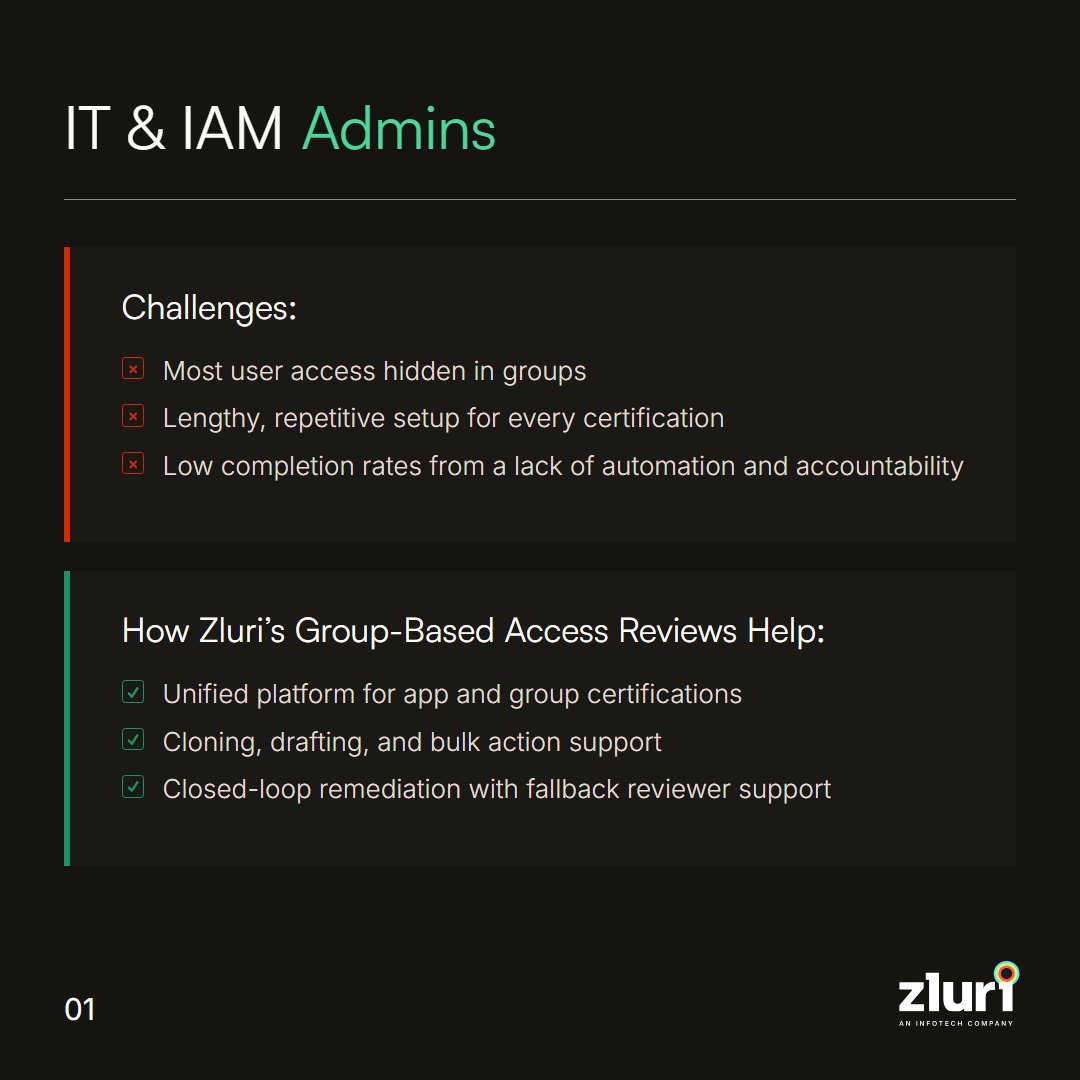 IT & IAM Admins
Challenges:
Most user access hidden in groups
Lengthy, repetitive setup for every certification
Low completion rates from a lack of automation and accountability
How Zluri’s Group-Based Access Reviews Help:
Unified platform for app and group certifications
Cloning, drafting, and bulk action support
Closed-loop remediation with fallback reviewer support
01
zluri
AN INFOTECH COMPANY